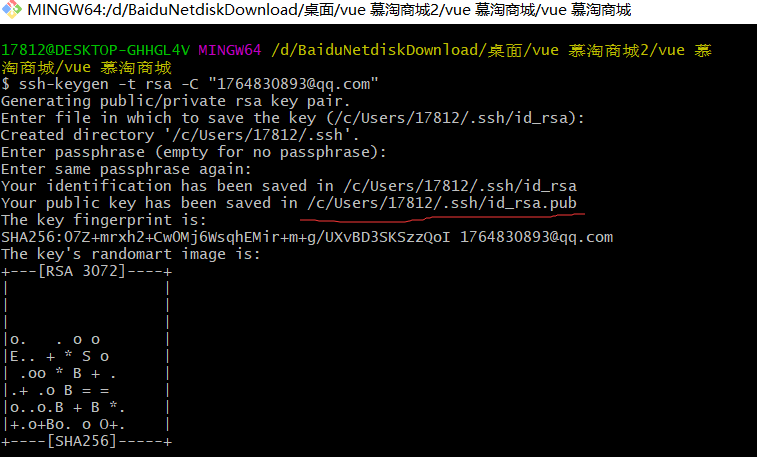 MINGW64:/d/BaiduNetdiskDownload/桌面/vue 慕淘商城2/vue 慕淘商城/vue 慕淘商城
17812@DESKTOP-GHHGL4V MINGW64 /d/BaiduNetdiskDownload/桌面/vue 慕淘商城2/vue 慕
淘商城/vue 慕淘商城
$ ssh-keygen -t rsa -C "1764830893@qq.com"
Generating public/private rsa key pair.
Enter file in which to save the key (/c/Users/17812/.ssh/id_rsa):
Created directory '/c/Users/17812/.ssh'.
Enter passphrase (empty for no passphrase):
Enter same passphrase again:
Your identification has been saved in /c/Users/17812/.ssh/id_rsa
Your public key has been saved in /c/Users/17812/.ssh/id_rsa.pub
The key fingerprint is:
SHA256:07Z+mrxh2+CwOMj6WsqhEMir+m+g/UXvBD3SKSzzQoI 1764830893@qq.com
The key's randomart image is:
+---[RSA 3072]----+
|                 |
|                 |
|                 |
|o.   . o o       |
|E.. + * S o      |
| .oo * B + .     |
|.+ .o B = =      |
|o..o.B + B *.    |
|+.o+Bo. o O+.    |
+----[SHA256]-----+